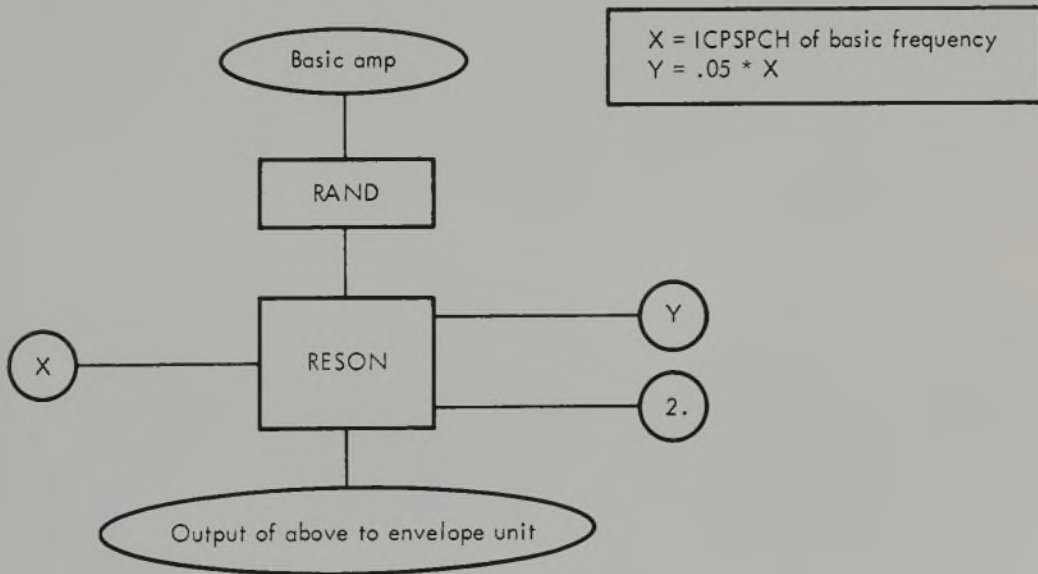 X = ICPSPCH of basic frequency
Y = .05 * X
Basic amp
RAND
RESON
X
Y
2.
Output of above to envelope unit